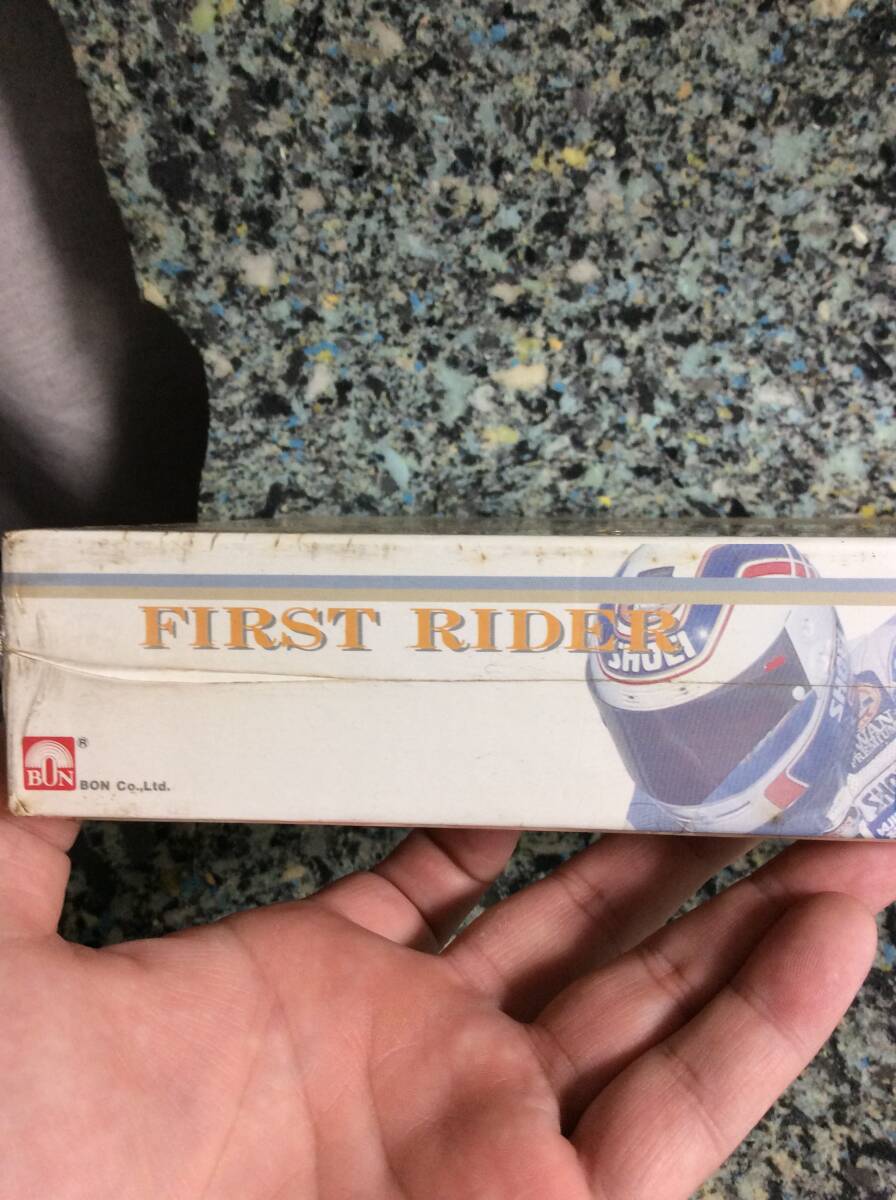 FIRST RIDER
SHOEI
BON ®
BON Co.,Ltd.